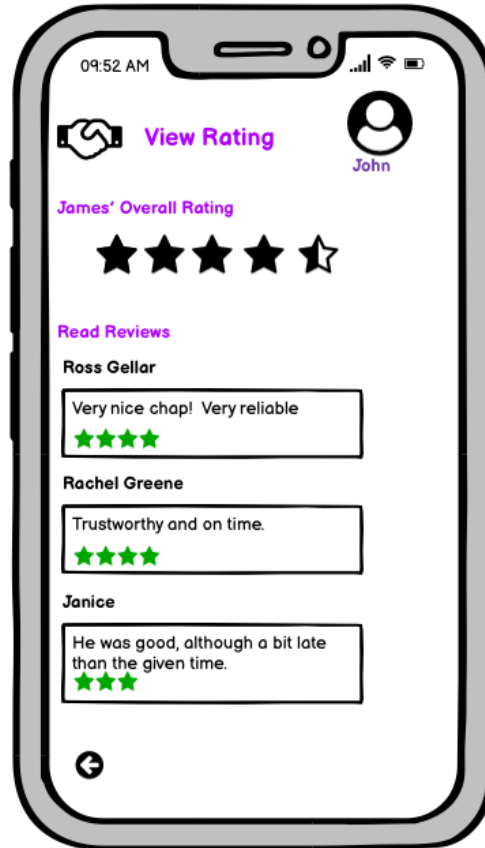 09:52 AM
View Rating
John
James' Overall Rating
Read Reviews
Ross Gellar
Very nice chap! Very reliable
Rachel Greene
Trustworthy and on time.
Janice
He was good, although a bit late
than the given time.